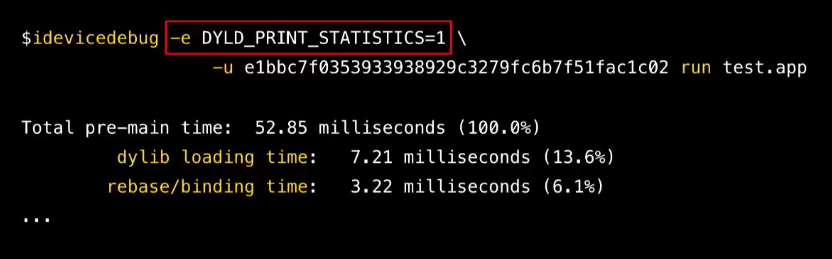 $idevicedebug -e DYLD_PRINT_STATISTICS=1 \
-u e1bbc7f0353933938929c3279fc6b7f51fac1c02 run test.app
Total pre-main time: 52.85 milliseconds (100.0%)
dylib loading time: 7.21 milliseconds (13.6%)
rebase/binding time: 3.22 milliseconds (6.1%)
...